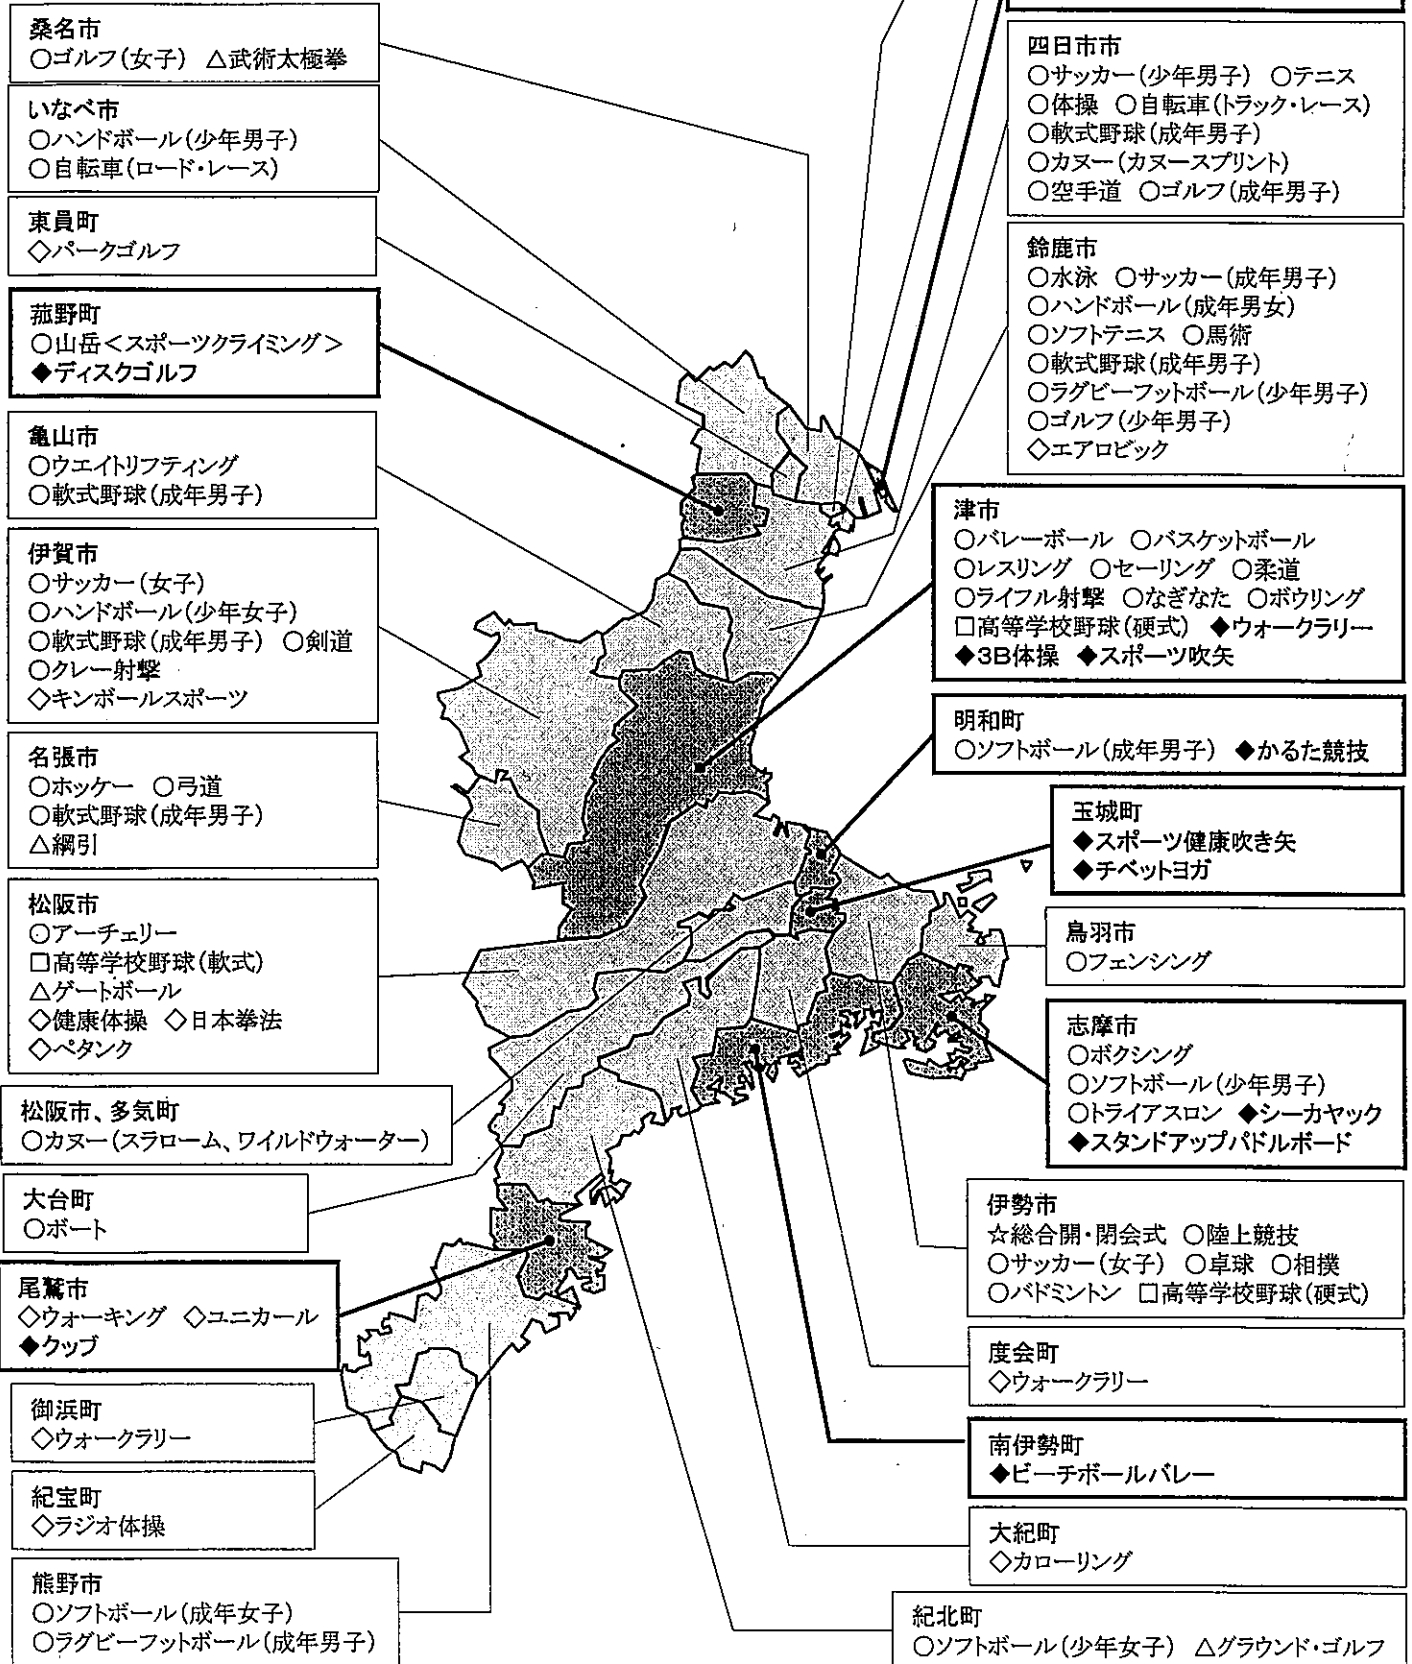 桑名市
○ゴルフ(女子) △武術太極拳
いなべ市
○ハンドボール(少年男子)
○自転車(ロード・レース)
東員町
◇パークゴルフ
菰野町
○山岳<スポーツクライミング>
◆ディスクゴルフ
亀山市
○ウエイトリフティング
○軟式野球(成年男子)
伊賀市
○サッカー(女子)
○ハンドボール(少年女子)
○軟式野球(成年男子) ○剣道
○クレー射撃
◇キンボールスポーツ
名張市
○ホッケー ○弓道
○軟式野球(成年男子)
△綱引
松阪市
○アーチェリー
□高等学校野球(軟式)
△ゲートボール
◇健康体操 ◇日本拳法
◇ペタンク
松阪市、多気町
○カヌー(スラローム、ワイルドウォーター)
大台町
○ボート
尾鷲市
◇ウォーキング ◇ユニカール
◆クッブ
御浜町
◇ウォークラリー
紀宝町
◇ラジオ体操
熊野市
○ソフトボール(成年女子)
○ラグビーフットボール(成年男子)
四日市市
○サッカー(少年男子) ○テニス
○体操 ○自転車(トラック・レース)
○軟式野球(成年男子)
○カヌー(カヌースプリント)
○空手道 ○ゴルフ(成年男子)
鈴鹿市
○水泳 ○サッカー(成年男子)
○ハンドボール(成年男女)
○ソフトテニス ○馬術
○軟式野球(成年男子)
○ラグビーフットボール(少年男子)
○ゴルフ(少年男子)
◇エアロビック
津市
○バレーボール ○バスケットボール
○レスリング ○セーリング ○柔道
○ライフル射撃 ○なぎなた ○ボウリング
□高等学校野球(硬式) ◆ウォークラリー
◆3B体操 ◆スポーツ吹矢
明和町
○ソフトボール(成年男子) ◆かるた競技
玉城町
◆スポーツ健康吹き矢
◆チベットヨガ
鳥羽市
○フェンシング
志摩市
○ボクシング
○ソフトボール(少年男子)
○トライアスロン ◆シーカヤック
◆スタンドアップパドルボード
伊勢市
☆総合開・閉会式 ○陸上競技
○サッカー(女子) ○卓球 ○相撲
○バドミントン □高等学校野球(硬式)
度会町
◇ウォークラリー
南伊勢町
◆ビーチボールバレー
大紀町
◇カローリング
紀北町
○ソフトボール(少年女子) △グラウンド・ゴルフ